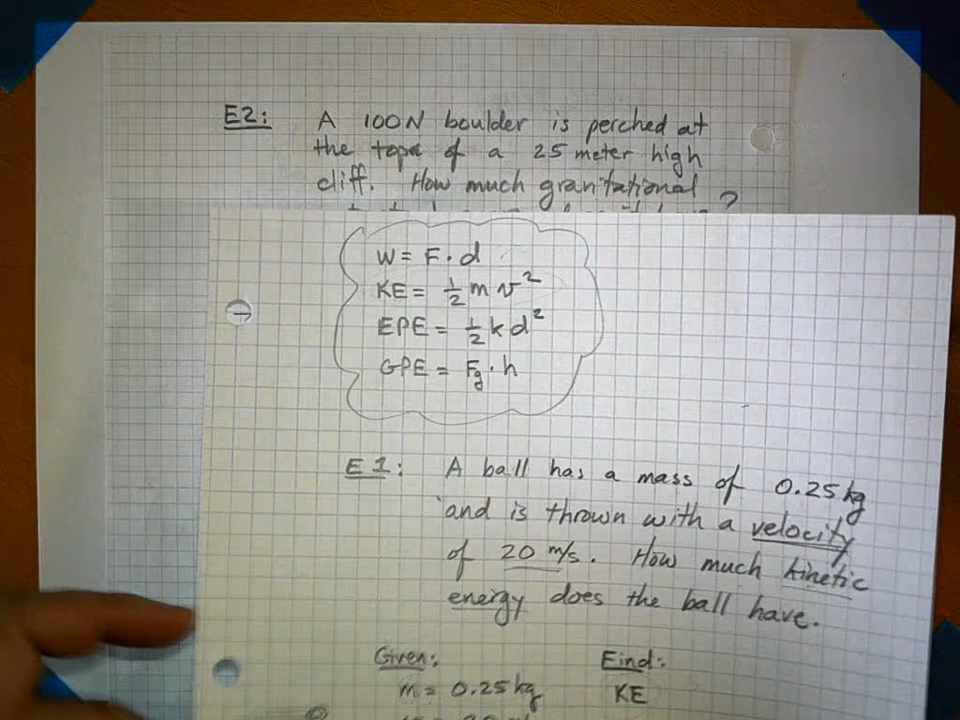 E2: A 100N boulder is perched at
the top of a 25 meter high
cliff. How much gravitational
?
W = F · d
KE = ½ m v²
EPE = ½ k d²
GPE = Fg · h
E1: A ball has a mass of 0.25 kg
and is thrown with a velocity
of 20 m/s. How much kinetic
energy does the ball have.
Given: Find:
m = 0.25 kg KE